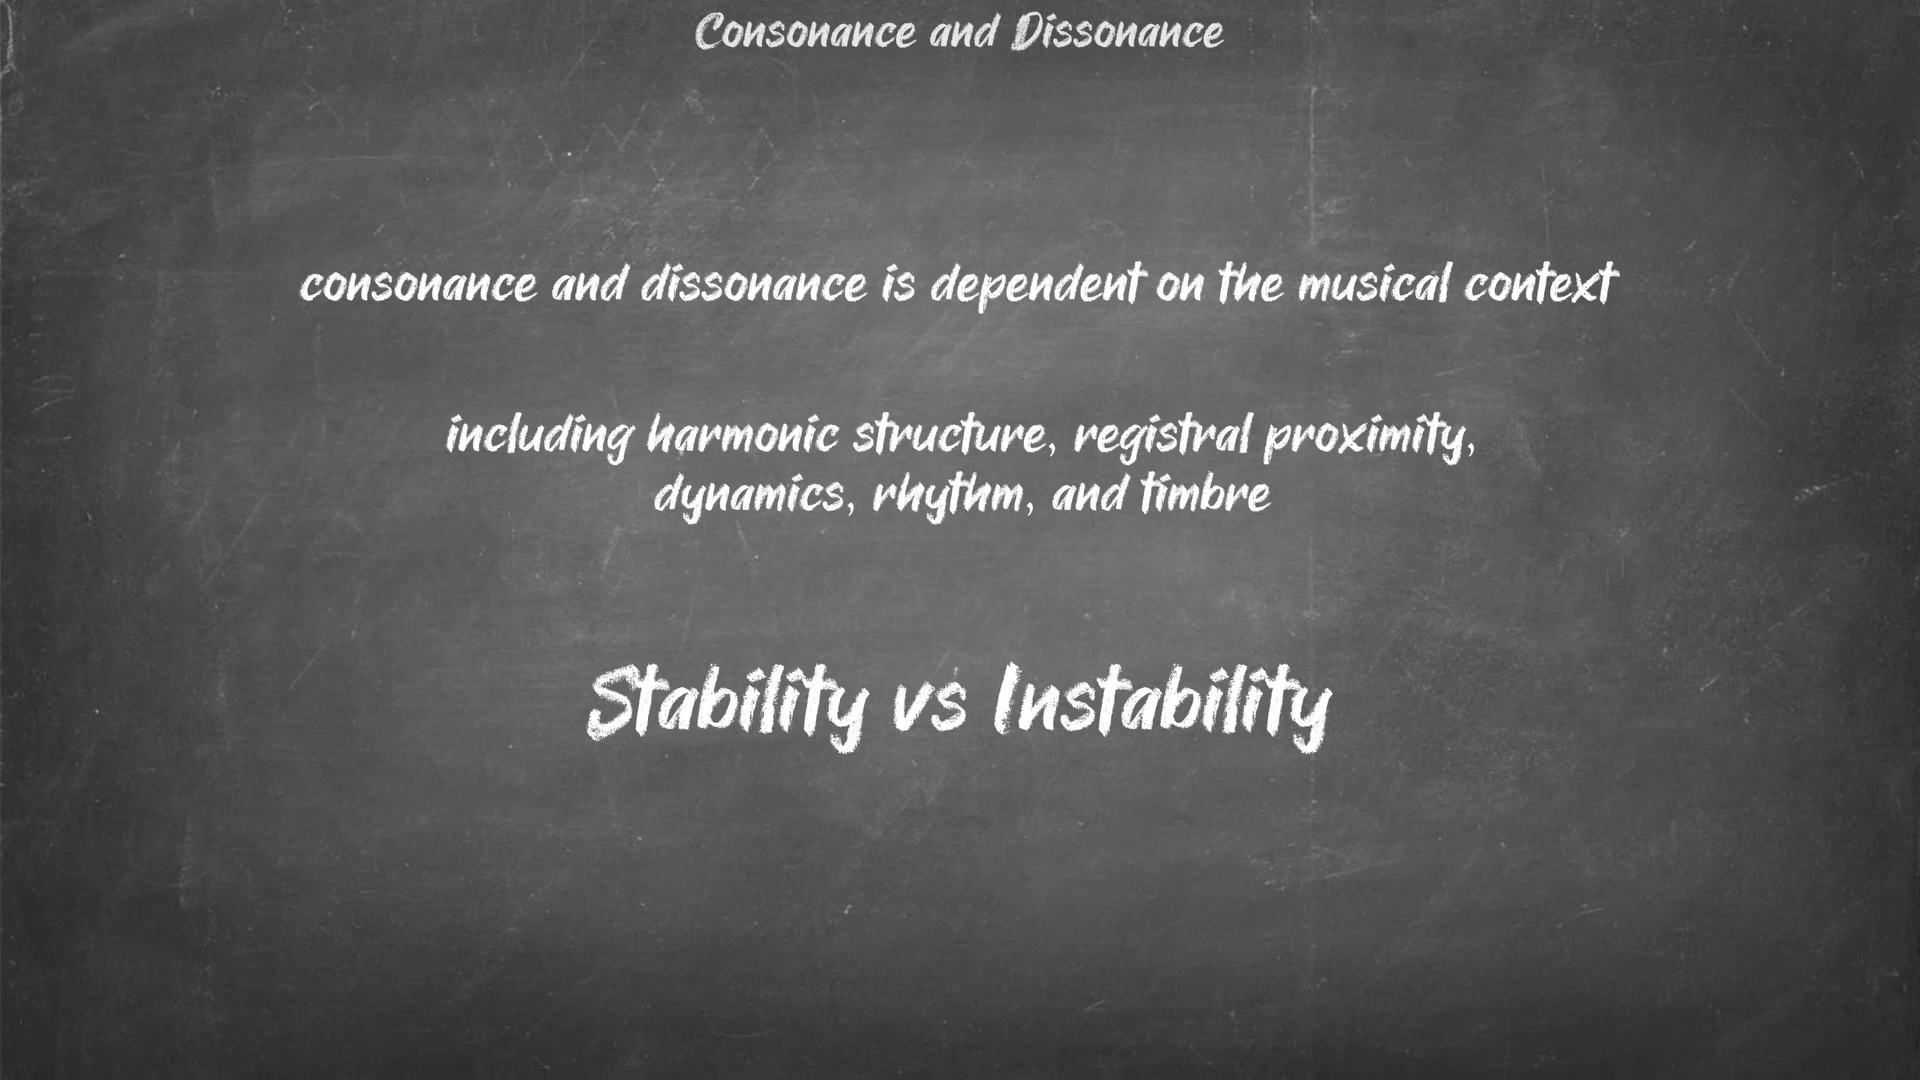 Consonance and Dissonance
consonance and dissonance is dependent on the musical context
including harmonic structure, registral proximity,
dynamics, rhythm, and timbre
Stability vs Instability